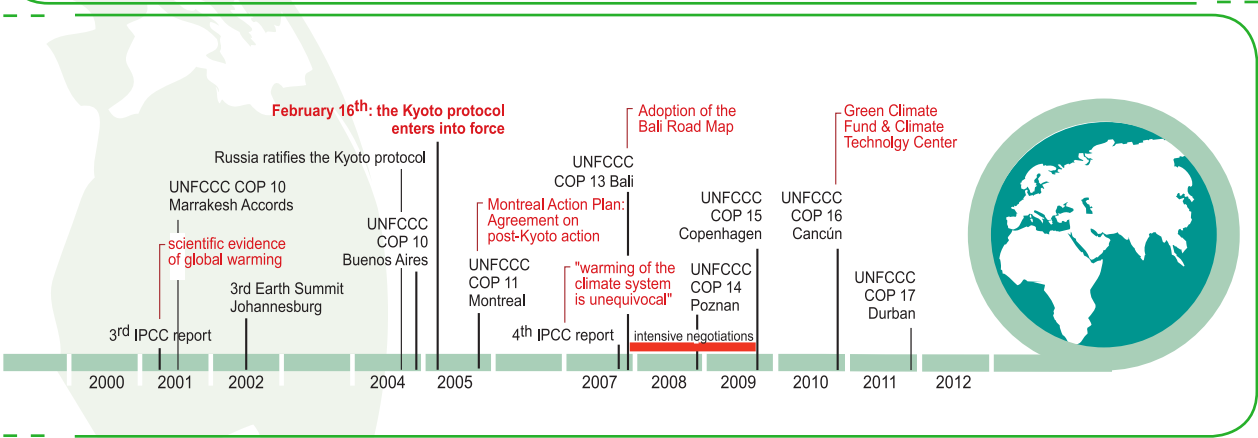 February 16th: the Kyoto protocol
enters into force
Adoption of the
Bali Road Map
Green Climate
Fund & Climate
Technolgy Center
Russia ratifies the Kyoto protocol
UNFCCC
COP 13 Bali
UNFCCC COP 10
Marrakesh Accords
UNFCCC
COP 10
Buenos Aires
Montreal Action Plan:
Agreement on
post-Kyoto action
UNFCCC
COP 15
Copenhagen
UNFCCC
COP 16
Cancún
scientific evidence
of global warming
3rd Earth Summit
Johannesburg
UNFCCC
COP 11
Montreal
"warming of the
climate system
is unequivocal"
UNFCCC
COP 14
Poznan
UNFCCC
COP 17
Durban
3rd IPCC report
4th IPCC report
intensive negotiations
2000
2001
2002
2004
2005
2007
2008
2009
2010
2011
2012